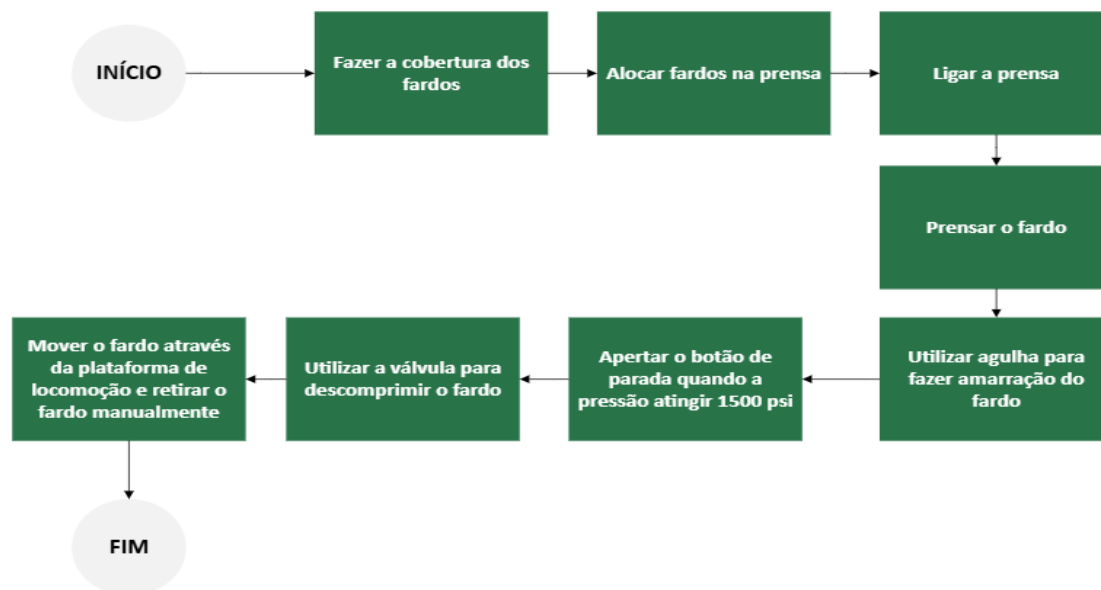 INÍCIO
Fazer a cobertura dos
fardos
Alocar fardos na prensa
Ligar a prensa
Prensar o fardo
Utilizar agulha para
fazer amarração do
fardo
Apertar o botão de
parada quando a
pressão atingir 1500 psi
Utilizar a válvula para
descomprimir o fardo
Mover o fardo através
da plataforma de
locomoção e retirar o
fardo manualmente
FIM